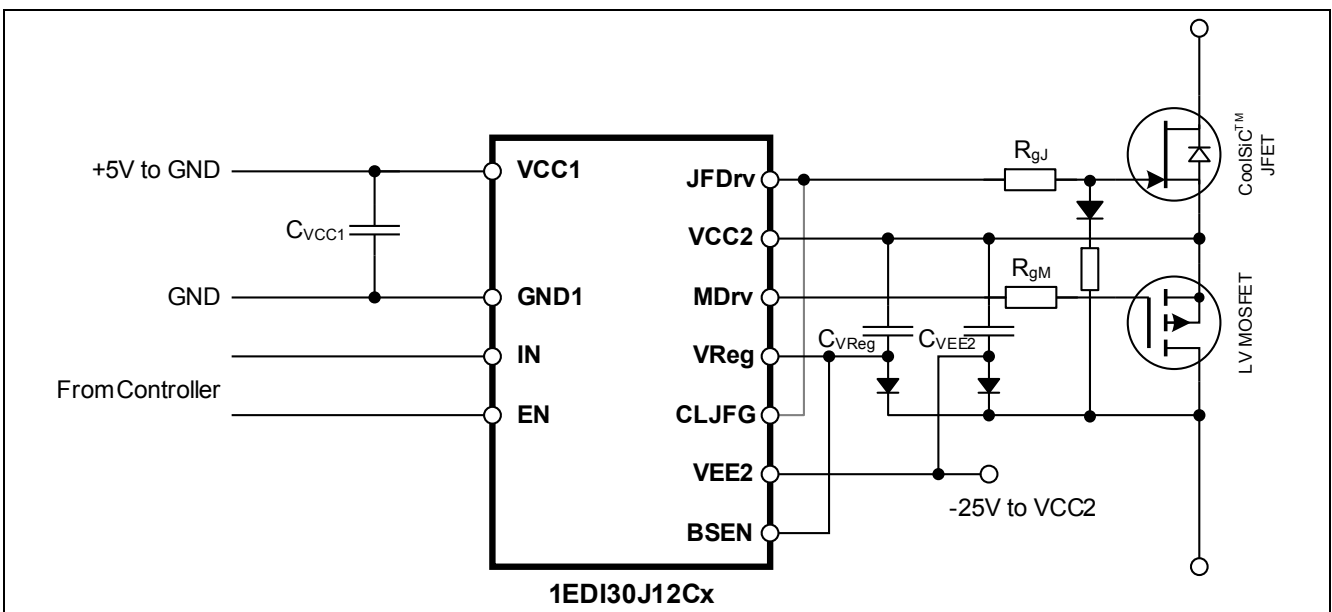 +5V to GND
CVCC1
GND
From Controller
VCC1
GND1
IN
EN
JFDrv
VCC2
MDrv
VReg
CLJFG
VEE2
BSEN
1EDI30J12Cx
RgJ
RgM
CVReg
CVEE2
-25V to VCC2
CoolSiC™
JFET
LV MOSFET